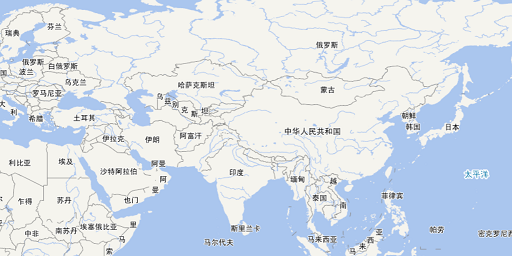 芬兰
瑞典
俄罗斯
俄罗斯
白俄罗斯
波兰
国
乌克兰
哈萨克斯坦
罗马尼亚
蒙古
乌兹别克斯坦
大利
希腊
土耳其
朝鲜
韩国
日本
中华人民共和国
伊拉克
伊朗
阿富汗
利比亚
埃及
沙特阿拉伯
阿曼
阿曼
印度
缅甸
越南
太平洋
乍得
苏丹
也门
泰国
菲律宾
中非
南苏丹
埃塞俄比亚
索马里
斯里兰卡
马尔代夫
马来西亚
马来西亚
帕劳
密克罗尼西